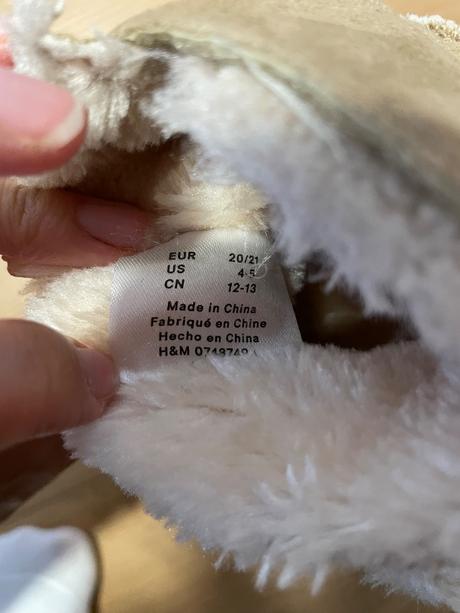 EUR 20/21
US 4-5
CN 12-13
Made in China
Fabriqué en Chine
Hecho en China
H&M